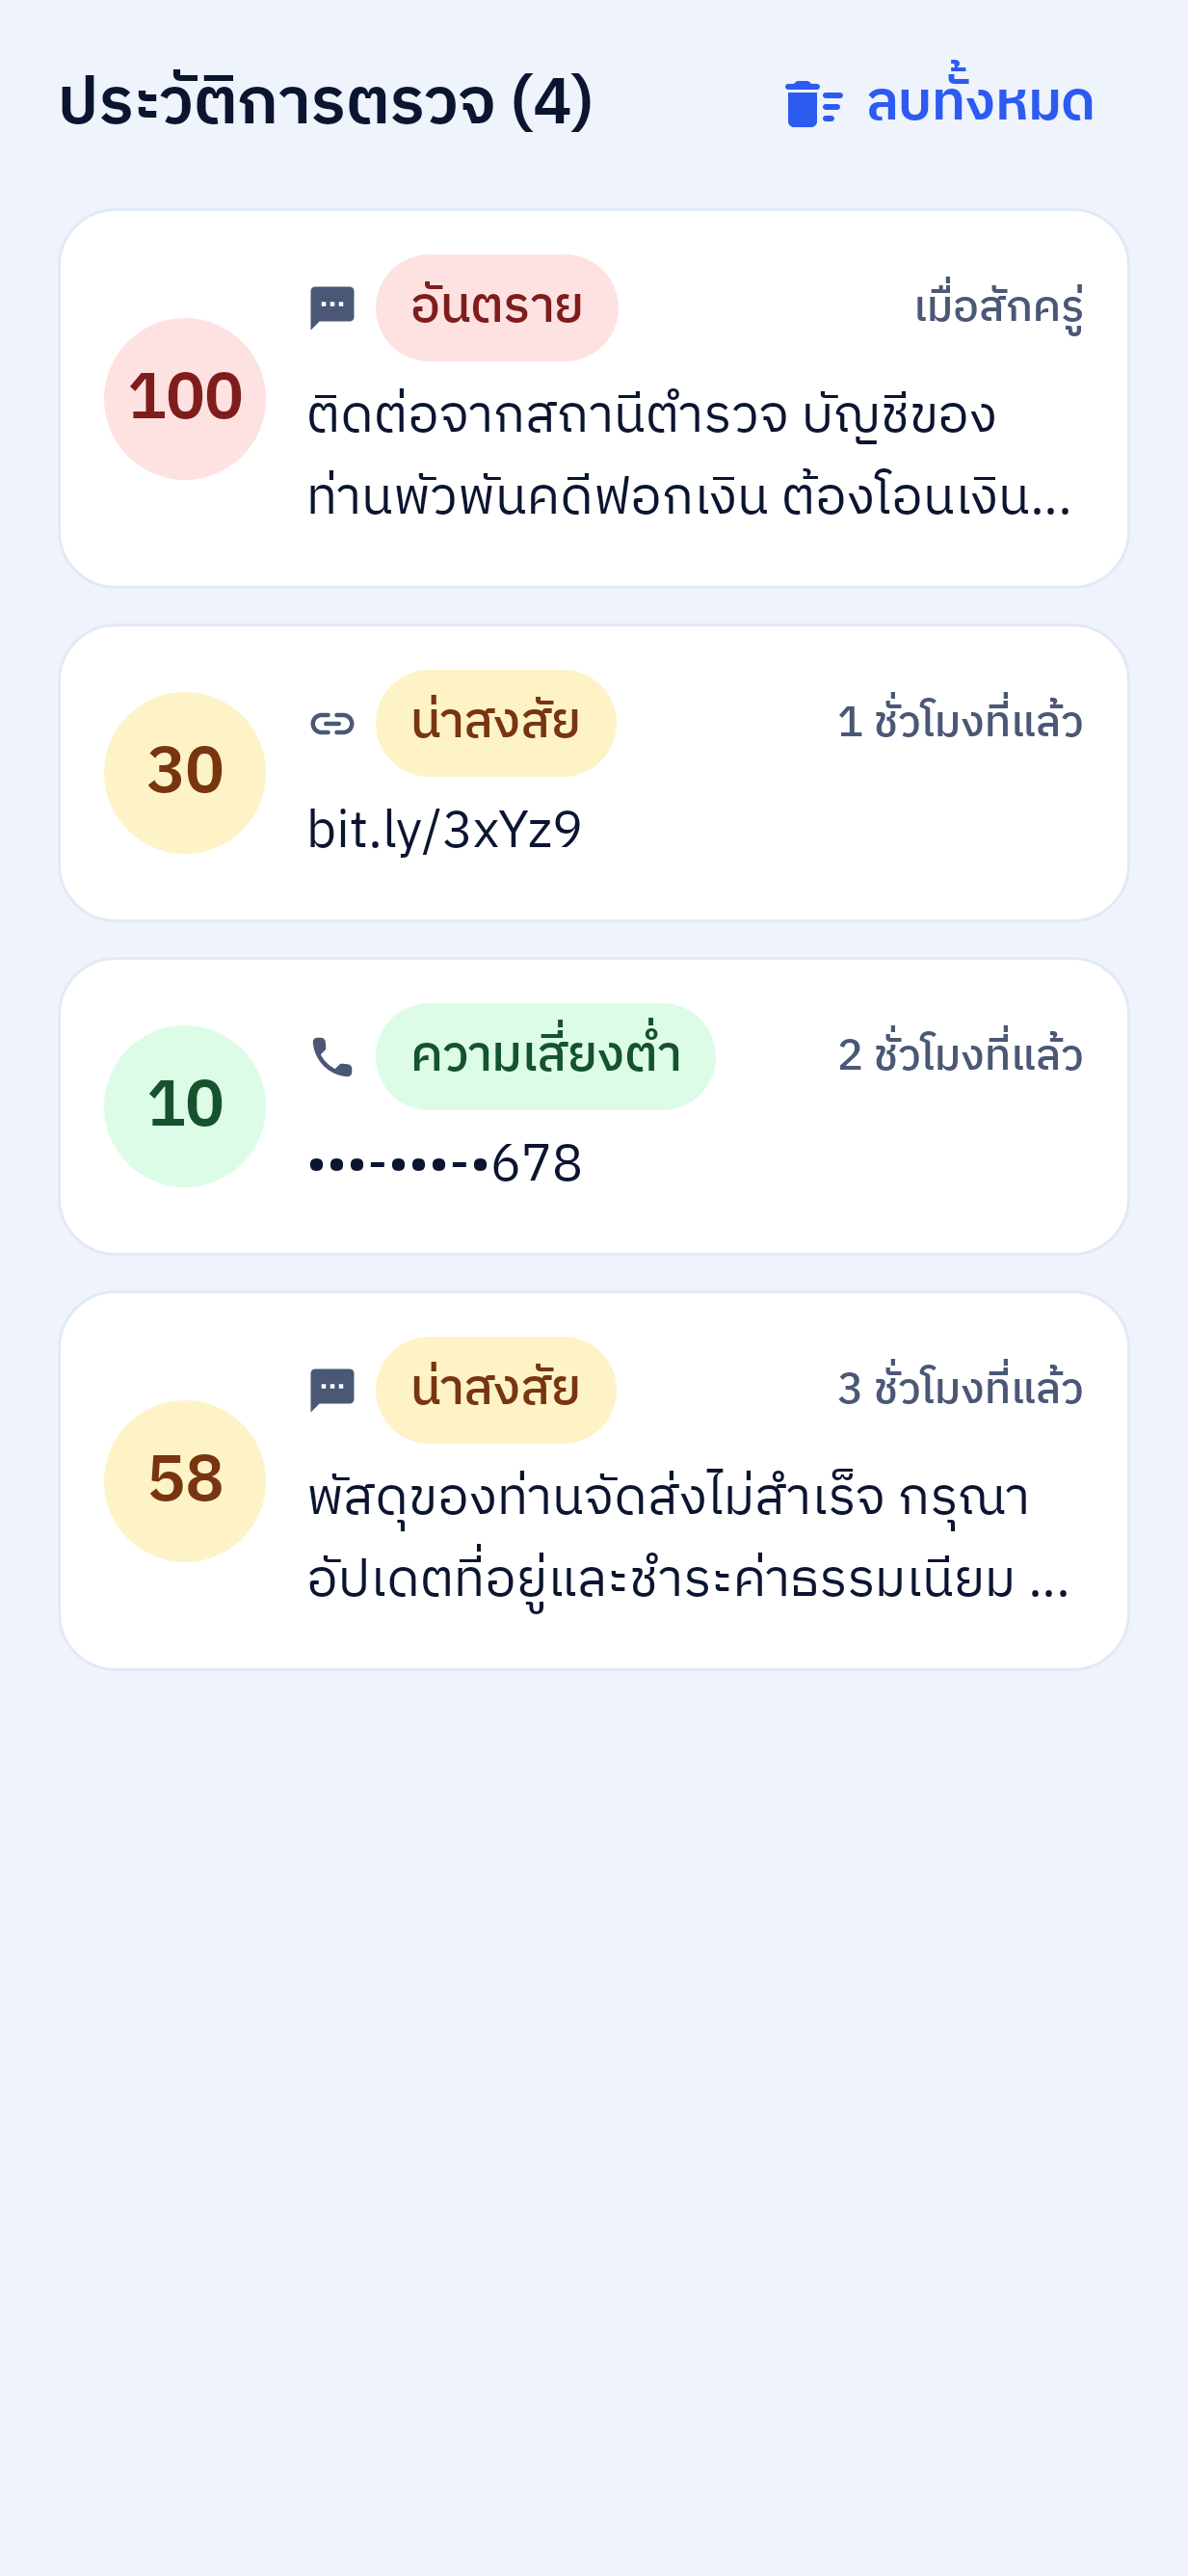 ประวัติการตรวจ (4)
ลบทั้งหมด
100
อันตราย
เมื่อสักครู่
ติดต่อจากสถานีตำรวจ บัญชีของ
ท่านพัวพันคดีฟอกเงิน ต้องโอนเงิน...
30
น่าสงสัย
1 ชั่วโมงที่แล้ว
bit.ly/3xYz9
10
ความเสี่ยงต่ำ
2 ชั่วโมงที่แล้ว
•••-•••-•678
58
น่าสงสัย
3 ชั่วโมงที่แล้ว
พัสดุของท่านจัดส่งไม่สำเร็จ กรุณา
อัปเดตที่อยู่และชำระค่าธรรมเนียม ...